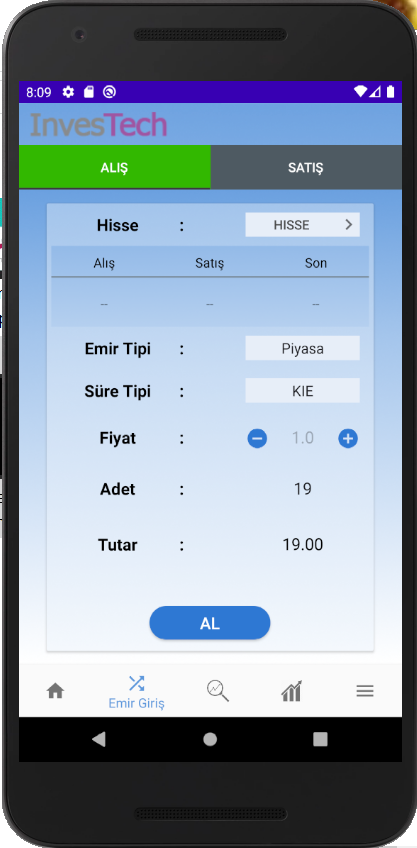 8:09
InvesTech
ALIŞ SATIŞ
Hisse : HISSE
Alış Satış Son
-- -- --
Emir Tipi : Piyasa
Süre Tipi : KIE
Fiyat : 1.0
Adet : 19
Tutar : 19.00
AL
Emir Giriş